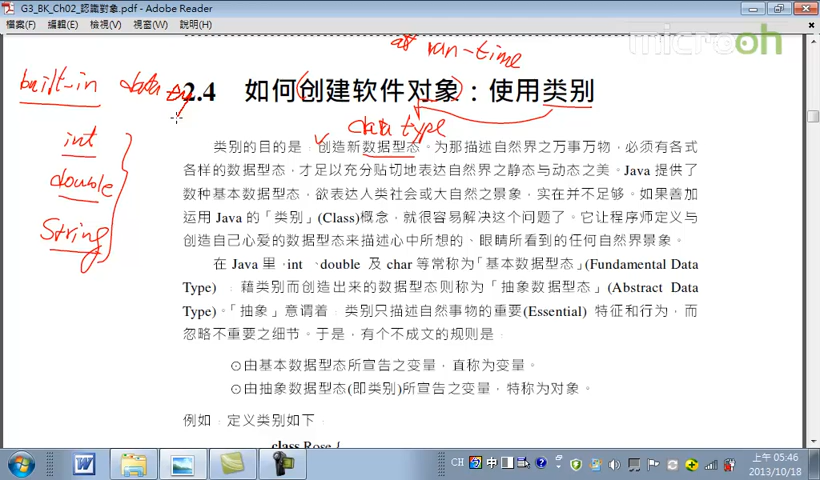 G3_BK_Ch02_認識對象.pdf - Adobe Reader
檔案(F) 編輯(E) 檢視(V) 視窗(W) 說明(H)
microoh
at run-time
built-in data ty
2.4 如何創建软件对象：使用类别
data type
int
double
String
类别的目的是：创造新数据型态。为那描述自然界之万事万物，必须有各式
各样的数据型态，才足以充分贴切地表达自然界之静态与动态之美。Java 提供了
数种基本数据型态，欲表达人类社会或大自然之景象，实在并不足够。如果善加
运用 Java 的「类别」(Class)概念，就很容易解决这个问题了。它让程序师定义与
创造自己心爱的数据型态来描述心中所想的、眼睛所看到的任何自然界景象。
在 Java 里，int 、double 及 char 等常称为「基本数据型态」(Fundamental Data
Type)；藉类别而创造出来的数据型态则称为「抽象数据型态」(Abstract Data
Type)。「抽象」意谓着：类别只描述自然事物的重要(Essential) 特征和行为，而
忽略不重要之细节。于是，有个不成文的规则是：
⊙由基本数据型态所宣告之变量，直称为变量。
⊙由抽象数据型态(即类别)所宣告之变量，特称为对象。
例如：定义类别如下：
class Rose {
CH 中
上午 05:46
2013/10/18